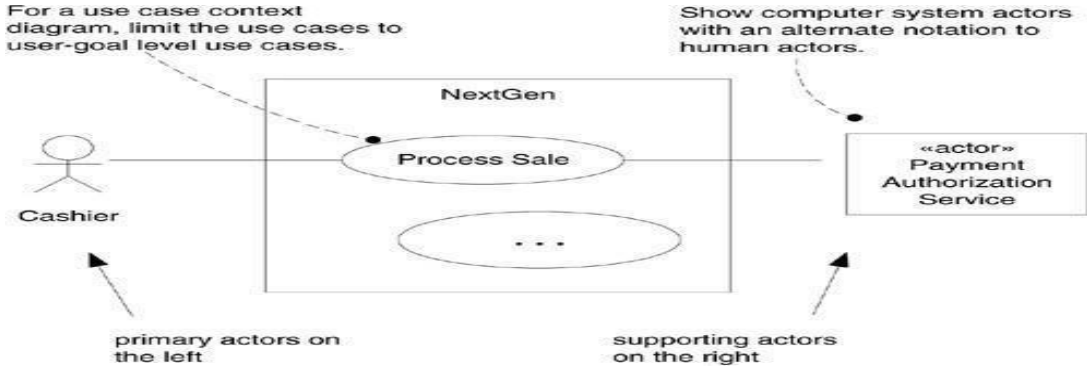 For a use case context
diagram, limit the use cases to
user-goal level use cases.
Show computer system actors
with an alternate notation to
human actors.
NextGen
Process Sale
Cashier
«actor»
Payment
Authorization
Service
. . .
primary actors on
the left
supporting actors
on the right